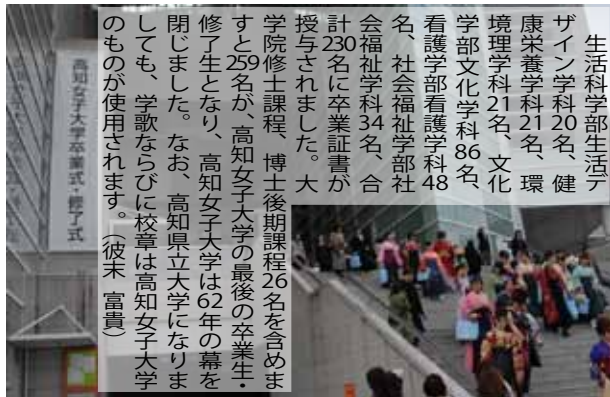 生活科学部生活デ
ザイン学科20名、健
康栄養学科21名、環
境理学科21名、文化
学部文化学科86名、
看護学部看護学科48
名、社会福祉学部社
会福祉学科34名、合
計230名に卒業証書が
授与されました。大
学院修士課程、博士後期課程26名を含めま
すと259名が、高知女子大学の最後の卒業生・
修了生となり、高知女子大学は62年の幕を
閉じました。なお、高知県立大学になりま
しても、学歌ならびに校章は高知女子大学
のものが使用されます。（彼末　富貴）
高知女子大学卒業式・修了式